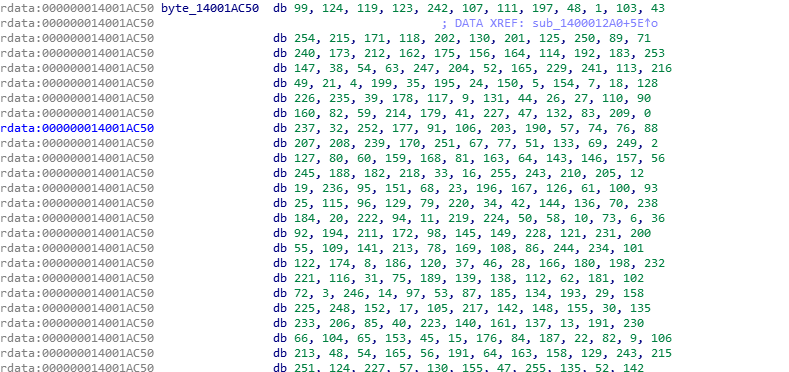 rdata:000000014001AC50 byte_14001AC50 db 99, 124, 119, 123, 242, 107, 111, 197, 48, 1, 103, 43
rdata:000000014001AC50 ; DATA XREF: sub_1400012A0+5E↑o
rdata:000000014001AC50 db 254, 215, 171, 118, 202, 130, 201, 125, 250, 89, 71
rdata:000000014001AC50 db 240, 173, 212, 162, 175, 156, 164, 114, 192, 183, 253
rdata:000000014001AC50 db 147, 38, 54, 63, 247, 204, 52, 165, 229, 241, 113, 216
rdata:000000014001AC50 db 49, 21, 4, 199, 35, 195, 24, 150, 5, 154, 7, 18, 128
rdata:000000014001AC50 db 226, 235, 39, 178, 117, 9, 131, 44, 26, 27, 110, 90
rdata:000000014001AC50 db 160, 82, 59, 214, 179, 41, 227, 47, 132, 83, 209, 0
rdata:000000014001AC50 db 237, 32, 252, 177, 91, 106, 203, 190, 57, 74, 76, 88
rdata:000000014001AC50 db 207, 208, 239, 170, 251, 67, 77, 51, 133, 69, 249, 2
rdata:000000014001AC50 db 127, 80, 60, 159, 168, 81, 163, 64, 143, 146, 157, 56
rdata:000000014001AC50 db 245, 188, 182, 218, 33, 16, 255, 243, 210, 205, 12
rdata:000000014001AC50 db 19, 236, 95, 151, 68, 23, 196, 167, 126, 61, 100, 93
rdata:000000014001AC50 db 25, 115, 96, 129, 79, 220, 34, 42, 144, 136, 70, 238
rdata:000000014001AC50 db 184, 20, 222, 94, 11, 219, 224, 50, 58, 10, 73, 6, 36
rdata:000000014001AC50 db 92, 194, 211, 172, 98, 145, 149, 228, 121, 231, 200
rdata:000000014001AC50 db 55, 109, 141, 213, 78, 169, 108, 86, 244, 234, 101
rdata:000000014001AC50 db 122, 174, 8, 186, 120, 37, 46, 28, 166, 180, 198, 232
rdata:000000014001AC50 db 221, 116, 31, 75, 189, 139, 138, 112, 62, 181, 102
rdata:000000014001AC50 db 72, 3, 246, 14, 97, 53, 87, 185, 134, 193, 29, 158
rdata:000000014001AC50 db 225, 248, 152, 17, 105, 217, 142, 148, 155, 30, 135
rdata:000000014001AC50 db 233, 206, 85, 40, 223, 140, 161, 137, 13, 191, 230
rdata:000000014001AC50 db 66, 104, 65, 153, 45, 15, 176, 84, 187, 22, 82, 9, 106
rdata:000000014001AC50 db 213, 48, 54, 165, 56, 191, 64, 163, 158, 129, 243, 215
rdata:000000014001AC50 db 251, 124, 227, 57, 130, 155, 47, 255, 135, 52, 142